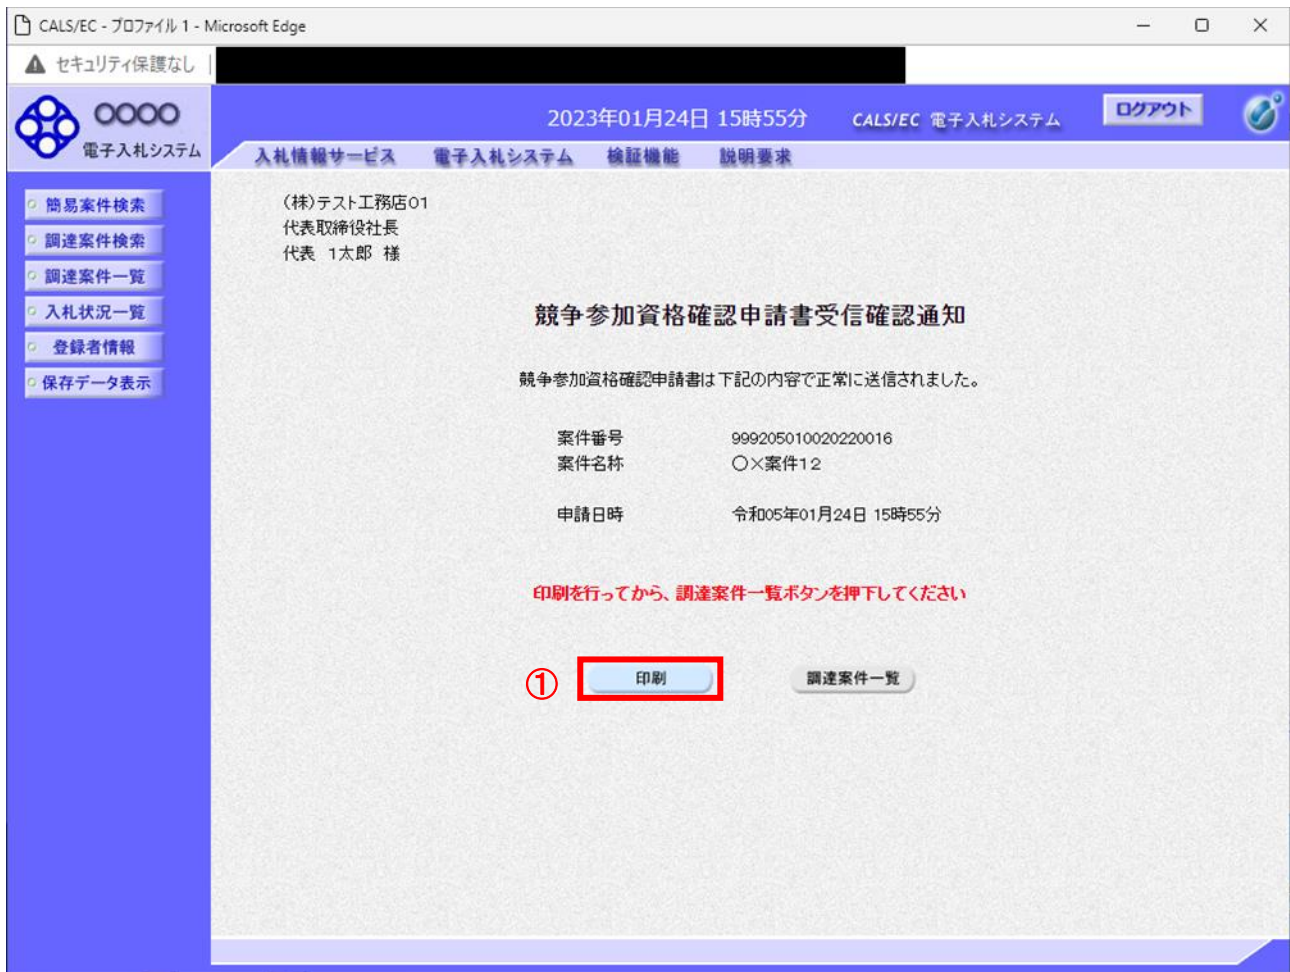 CALS/EC - プロファイル 1 - Microsoft Edge
セキュリティ保護なし
〇〇〇〇
電子入札システム
2023年01月24日 15時55分
CALS/EC 電子入札システム
ログアウト
入札情報サービス 電子入札システム 検証機能 説明要求
簡易案件検索
調達案件検索
調達案件一覧
入札状況一覧
登録者情報
保存データ表示
(株)テスト工務店01
代表取締役社長
代表 1太郎 様
競争参加資格確認申請書受信確認通知
競争参加資格確認申請書は下記の内容で正常に送信されました。
案件番号 999205010020220016
案件名称 〇×案件12
申請日時 令和05年01月24日 15時55分
印刷を行ってから、調達案件一覧ボタンを押下してください
① 印刷 調達案件一覧